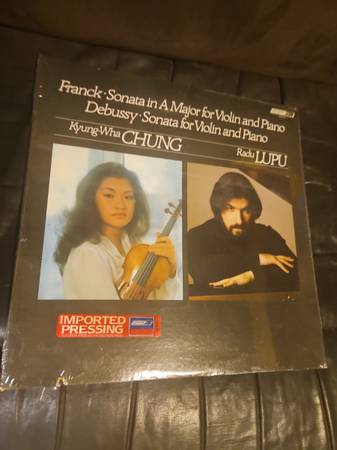 Franck · Sonata in A Major for Violin and Piano
Debussy · Sonata for Violin and Piano
Kyung-Wha CHUNG
Radu LUPU
IMPORTED
PRESSING